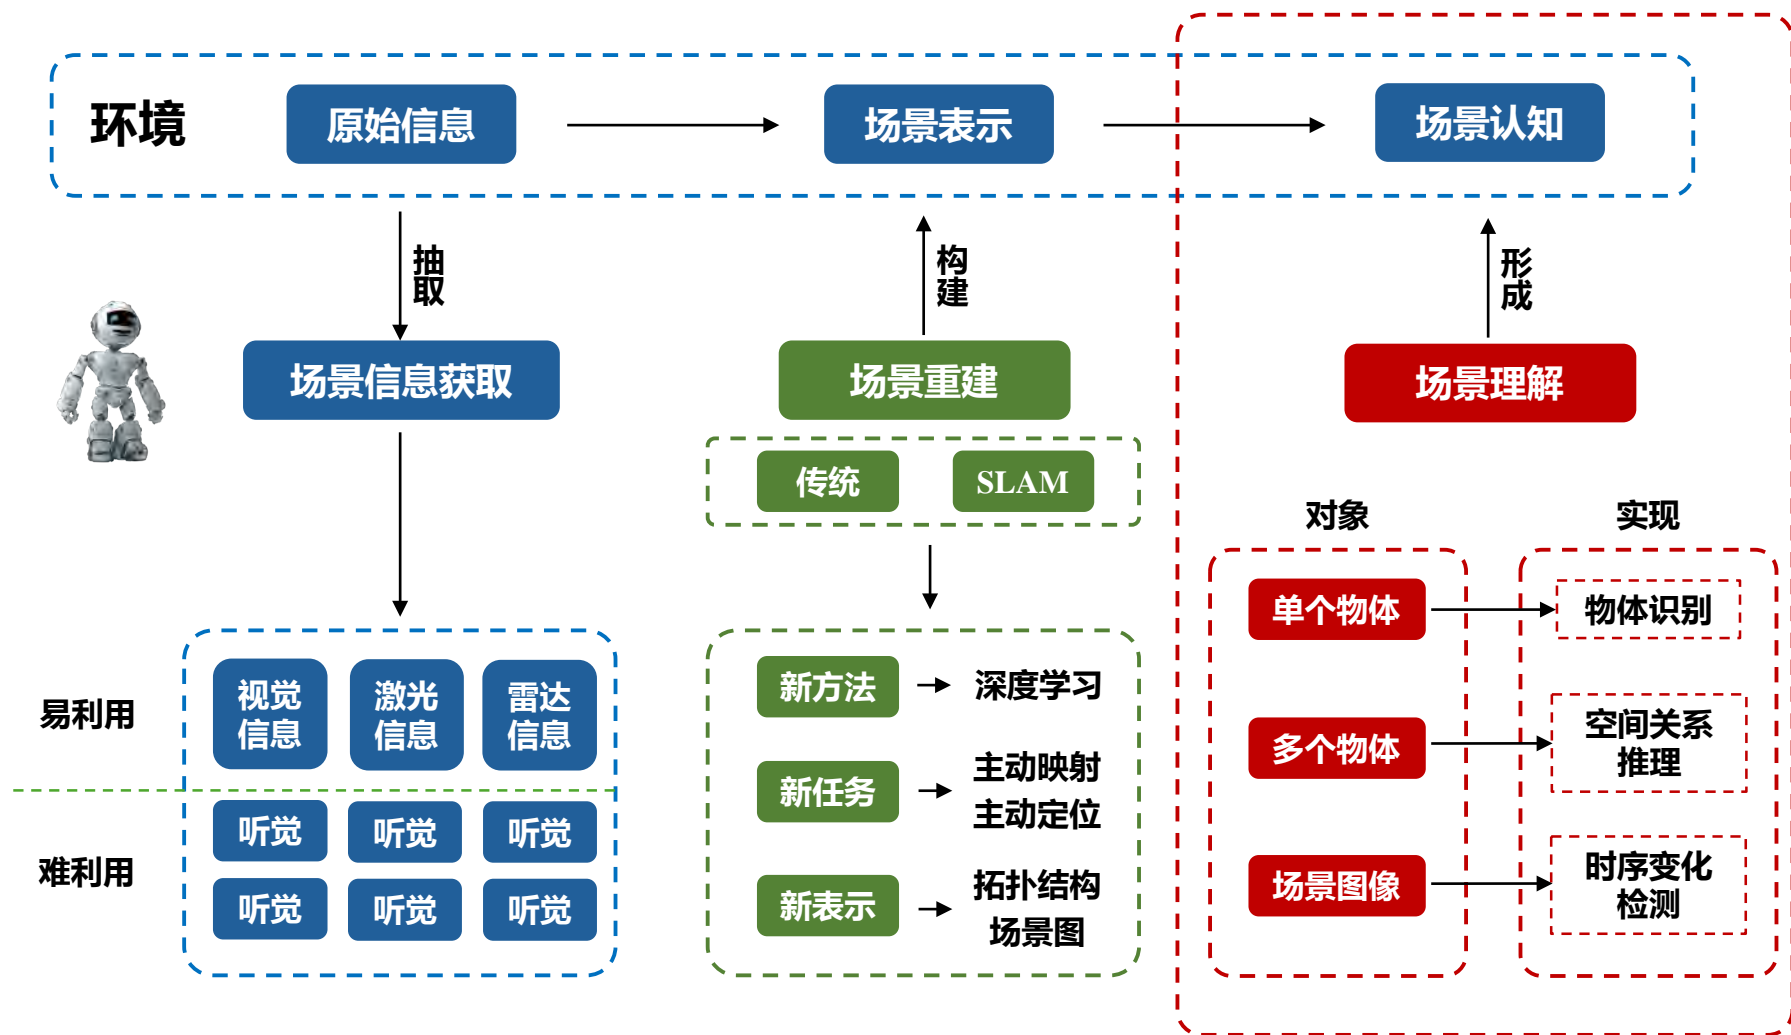 环境
原始信息
场景表示
场景认知
抽取
构建
形成
场景信息获取
场景重建
场景理解
传统
SLAM
对象
实现
易利用
视觉
信息
激光
信息
雷达
信息
难利用
听觉
听觉
听觉
听觉
听觉
听觉
新方法
深度学习
新任务
主动映射
主动定位
新表示
拓扑结构
场景图
单个物体
物体识别
多个物体
空间关系
推理
场景图像
时序变化
检测